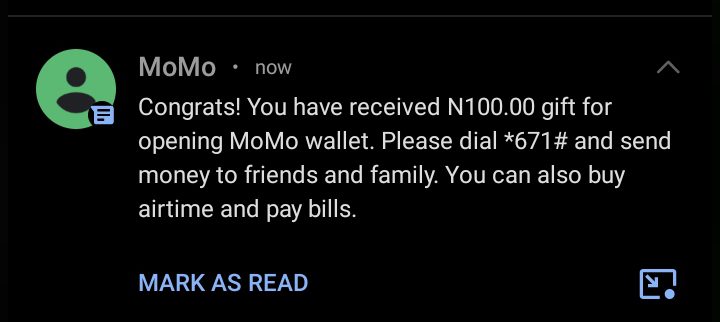 MoMo • now
Congrats! You have received N100.00 gift for
opening MoMo wallet. Please dial *671# and send
money to friends and family. You can also buy
airtime and pay bills.
MARK AS READ